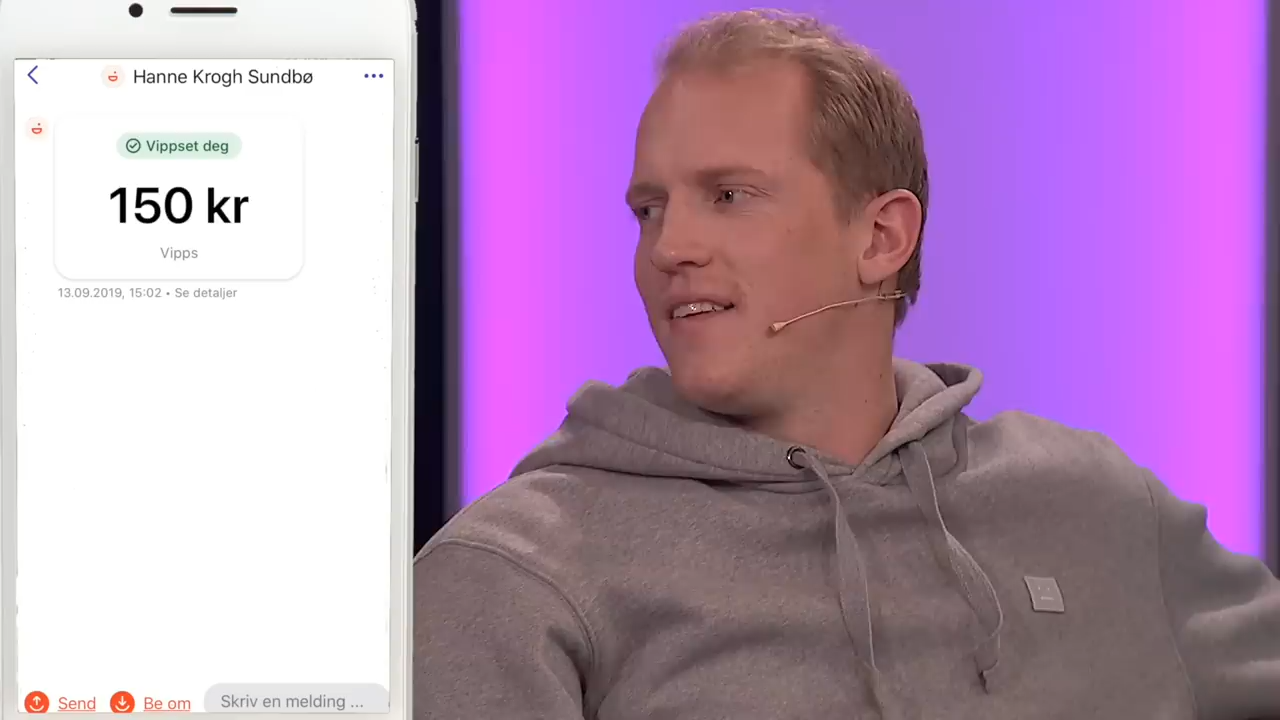 Hanne Krogh Sundbø
Vippset deg
150 kr
Vipps
13.09.2019, 15:02 • Se detaljer
Send
Be om
Skriv en melding ...